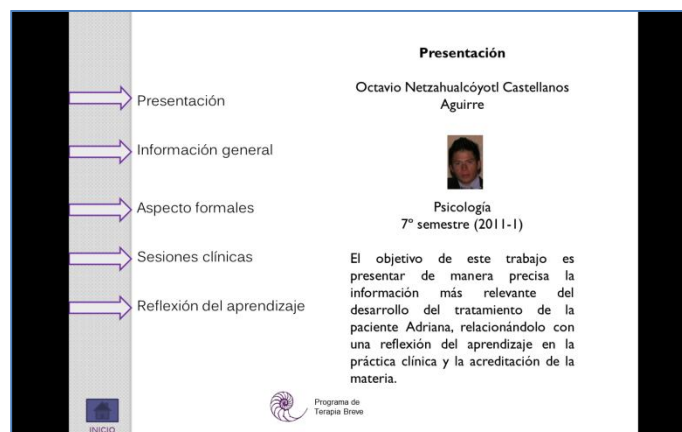 Presentación
Información general
Aspecto formales
Sesiones clínicas
Reflexión del aprendizaje
INICIO
Presentación
Octavio Netzahualcóyotl Castellanos
Aguirre
Psicología
7º semestre (2011-1)
El objetivo de este trabajo es
presentar de manera precisa la
información más relevante del
desarrollo del tratamiento de la
paciente Adriana, relacionándolo con
una reflexión del aprendizaje en la
práctica clínica y la acreditación de la
materia.
Programa de
Terapia Breve